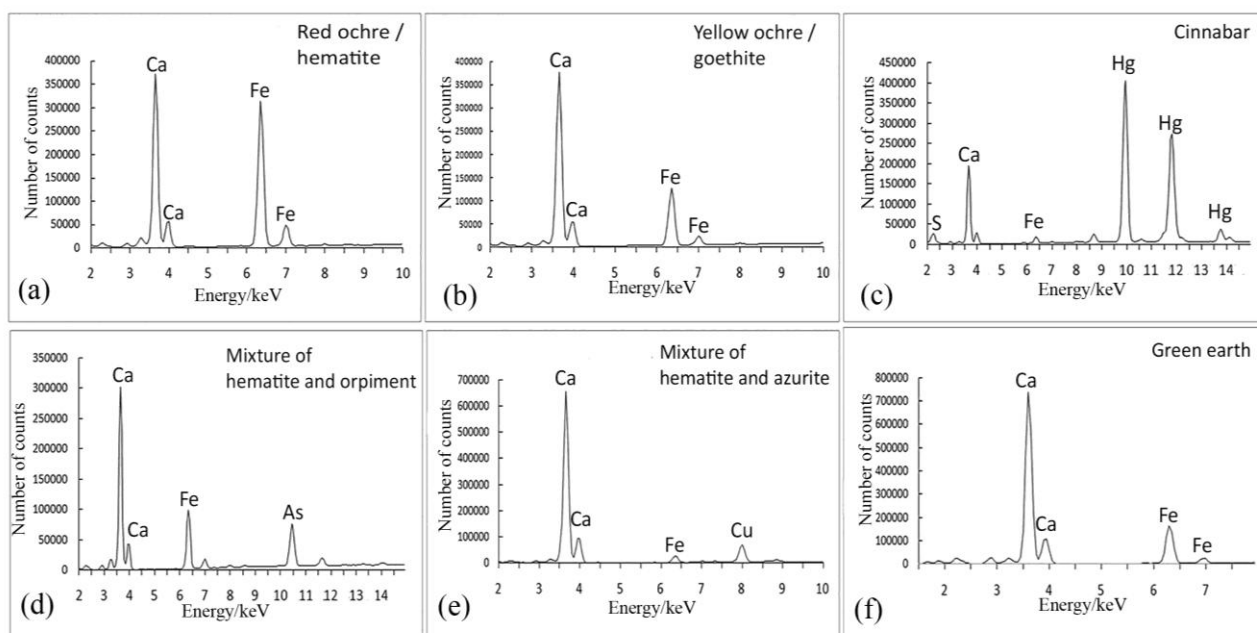 Red ochre /
hematite
Number of counts
400000
350000
300000
250000
200000
150000
100000
50000
0
Ca
Ca
Fe
Fe
2 3 4 5 6 7 8 9 10
Energy/keV
(a)
Yellow ochre /
goethite
Number of counts
400000
350000
300000
250000
200000
150000
100000
50000
0
Ca
Ca
Fe
Fe
2 3 4 5 6 7 8 9 10
Energy/keV
(b)
Cinnabar
Number of counts
450000
400000
350000
300000
250000
200000
150000
100000
50000
0
S
Ca
Fe
Hg
Hg
Hg
2 3 4 5 6 7 8 9 10 11 12 13 14
Energy/keV
(c)
Mixture of
hematite and orpiment
Number of counts
350000
300000
250000
200000
150000
100000
50000
0
Ca
Ca
Fe
As
2 3 4 5 6 7 8 9 10 11 12 13 14
Energy/keV
(d)
Mixture of
hematite and azurite
Number of counts
700000
600000
500000
400000
300000
200000
100000
0
Ca
Ca
Fe
Cu
2 3 4 5 6 7 8 9 10
Energy/keV
(e)
Green earth
Number of counts
800000
700000
600000
500000
400000
300000
200000
100000
0
Ca
Ca
Fe
Fe
2 3 4 5 6 7
Energy/keV
(f)